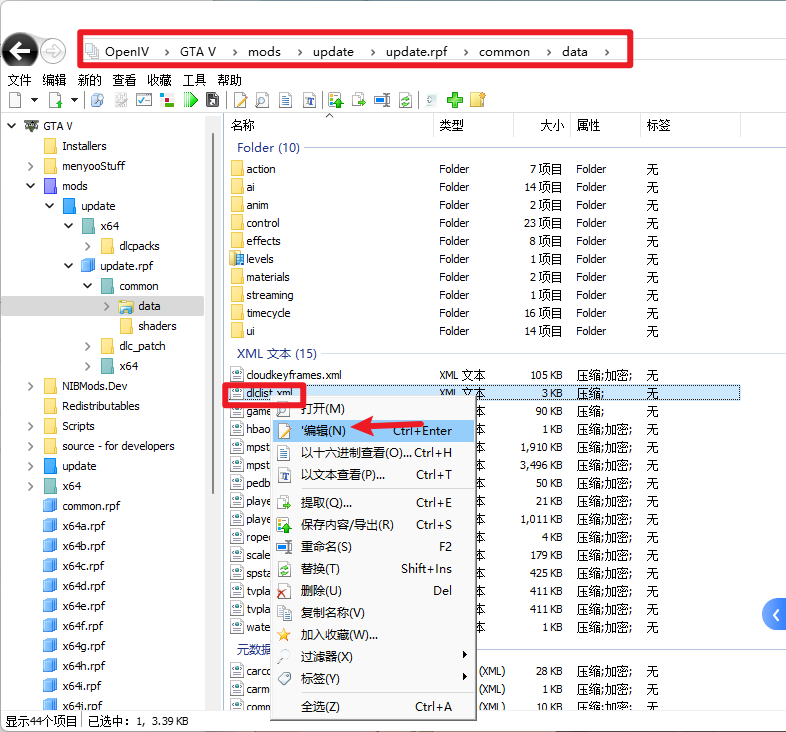 OpenIV > GTA V > mods > update > update.rpf > common > data >
文件 编辑 新的 查看 收藏 工具 帮助
GTA V
Installers
menyooStuff
mods
update
x64
dlcpacks
update.rpf
common
data
shaders
dlc_patch
x64
NIBMods.Dev
Redistributables
Scripts
source - for developers
update
x64
common.rpf
x64a.rpf
x64b.rpf
x64c.rpf
x64d.rpf
x64e.rpf
x64f.rpf
x64g.rpf
x64h.rpf
x64i.rpf
x64j.rpf
名称 类型 大小 属性 标签
Folder (10)
action Folder 7 项目 Folder 无
ai Folder 14 项目 Folder 无
anim Folder 2 项目 Folder 无
control Folder 23 项目 Folder 无
effects Folder 8 项目 Folder 无
levels Folder 1 项目 Folder 无
materials Folder 2 项目 Folder 无
streaming Folder 1 项目 Folder 无
timecycle Folder 16 项目 Folder 无
ui Folder 14 项目 Folder 无
XML 文本 (15)
cloudkeyframes.xml XML 文本 105 KB 压缩;加密; 无
dlclist.xml XML 文本 3 KB 压缩; 无
game 90 KB 压缩; 无
hbao 本 1 KB 压缩;加密; 无
mpst 本 1,910 KB 压缩;加密; 无
mpst 本 3,496 KB 压缩;加密; 无
pedb 本 50 KB 压缩;加密; 无
playe 本 21 KB 压缩;加密; 无
playe 本 1,011 KB 压缩;加密; 无
rope 本 4 KB 压缩;加密; 无
scale 本 179 KB 压缩;加密; 无
spsta 本 425 KB 压缩;加密; 无
tvpla 本 411 KB 压缩;加密; 无
tvpla 本 411 KB 压缩;加密; 无
wate 本 1 KB 压缩;加密; 无
元数据
carco (XML) 28 KB 压缩;加密; 无
carm (XML) 1 KB 压缩;加密; 无
comm (XML) 10 KB 压缩;加密; 无
打开(M)
'编辑(N) Ctrl+Enter
以十六进制查看(O)... Ctrl+H
以文本查看(P)... Ctrl+T
提取(Q)... Ctrl+E
保存内容/导出(R) Ctrl+S
重命名(S) F2
替换(T) Shift+Ins
删除(U) Del
复制名称(V)
加入收藏(W)...
过滤器(X)
标签(Y)
全选(Z) Ctrl+A
显示44个项目 已选中: 1, 3.39 KB